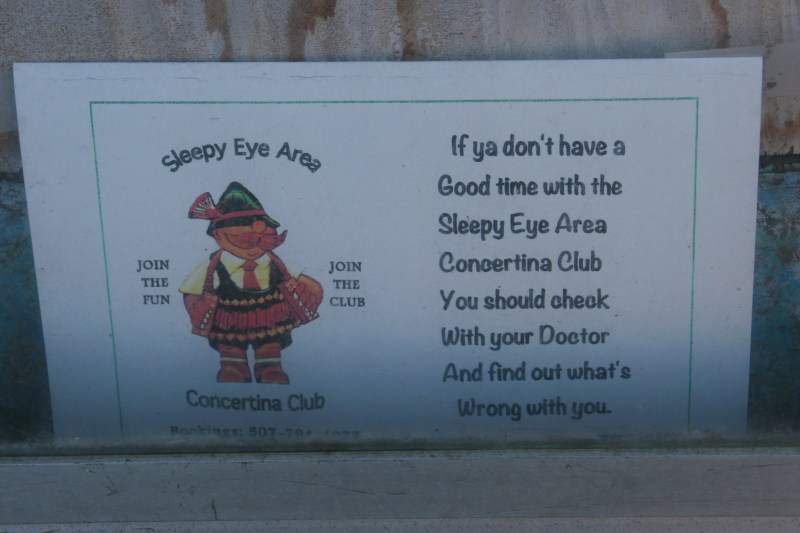 Sleepy Eye Area
JOIN
THE
FUN
JOIN
THE
CLUB
Concertina Club
Bookings:
If ya don't have a
Good time with the
Sleepy Eye Area
Concertina Club
You should check
With your Doctor
And find out what's
Wrong with you.